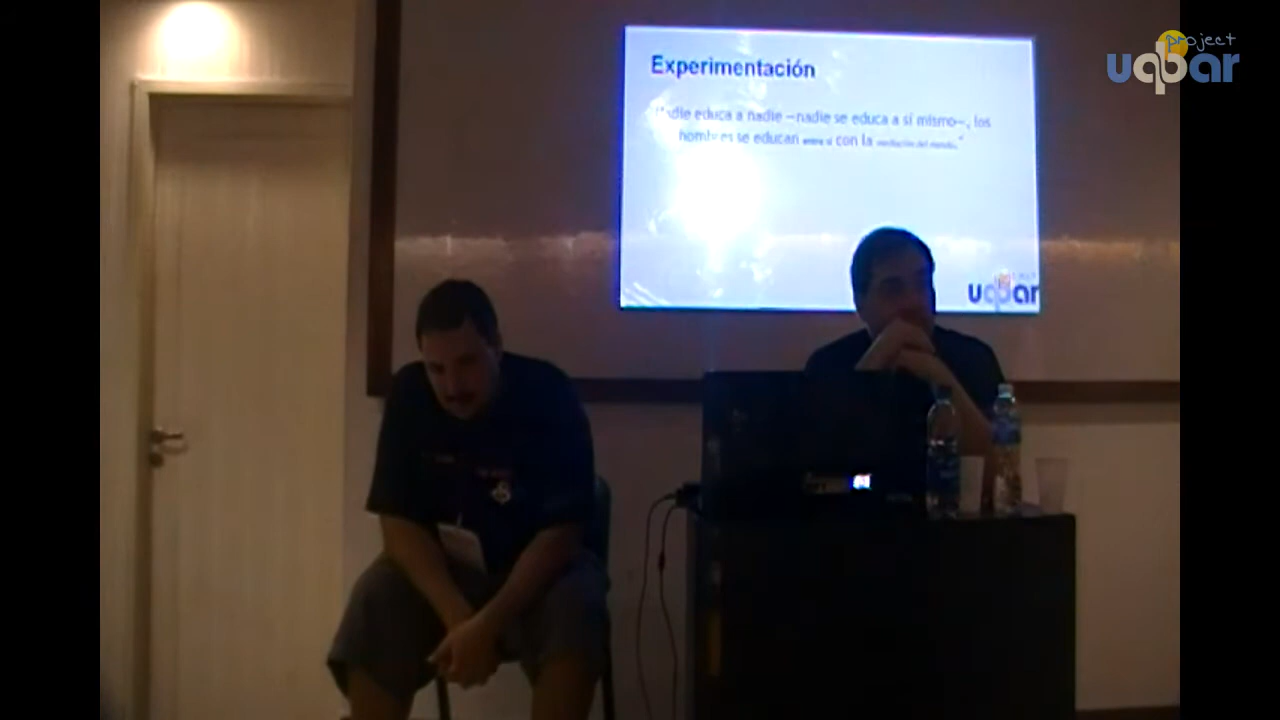 project
uqbar
Experimentación
"Nadie educa a nadie —nadie se educa a sí mismo—, los
hombres se educan entre sí con la mediación del mundo."
uqbar